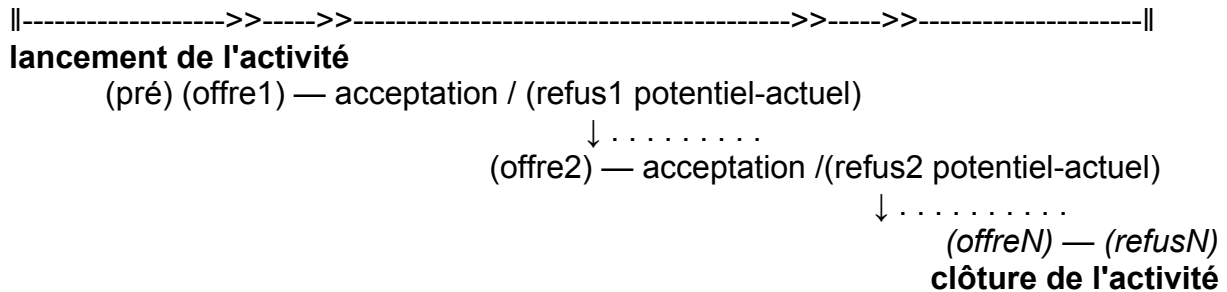 ||------------------->>-----​>>-----------------------------------------​>>-----​>>---------------------||
lancement de l'activité
(pré) (offre1) — acceptation / (refus1 potentiel-actuel)
↓ . . . . . . . . .
(offre2) — acceptation /(refus2 potentiel-actuel)
↓ . . . . . . . . . .
(offreN) — (refusN)
clôture de l'activité